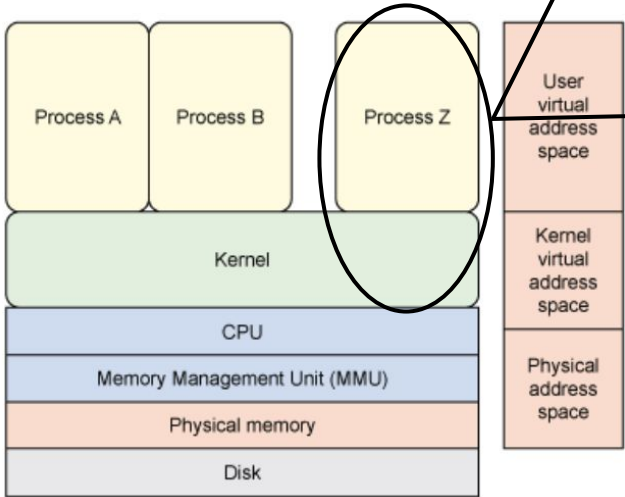 Process A
Process B
Process Z
User
virtual
address
space
Kernel
Kernel
virtual
address
space
CPU
Memory Management Unit (MMU)
Physical
address
space
Physical memory
Disk